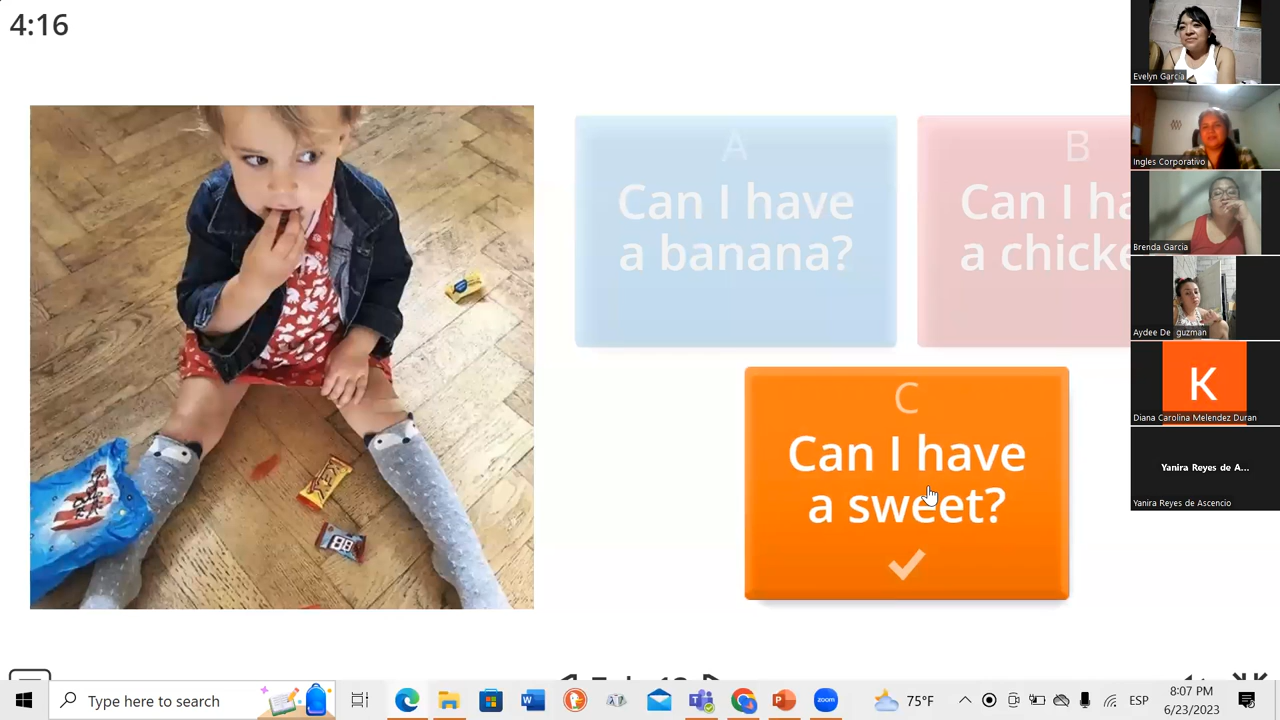 4:16
A
Can I have
a banana?
B
Can I ha
a chicke
C
Can I have
a sweet?
Evelyn García
Ingles Corporativo
Brenda Garcia
Aydee De guzman
K
Diana Carolina Melendez Duran
Yanira Reyes de A...
Yanira Reyes de Ascencio
Type here to search
W
P
zoom
75°F
ESP
8:07 PM
6/23/2023